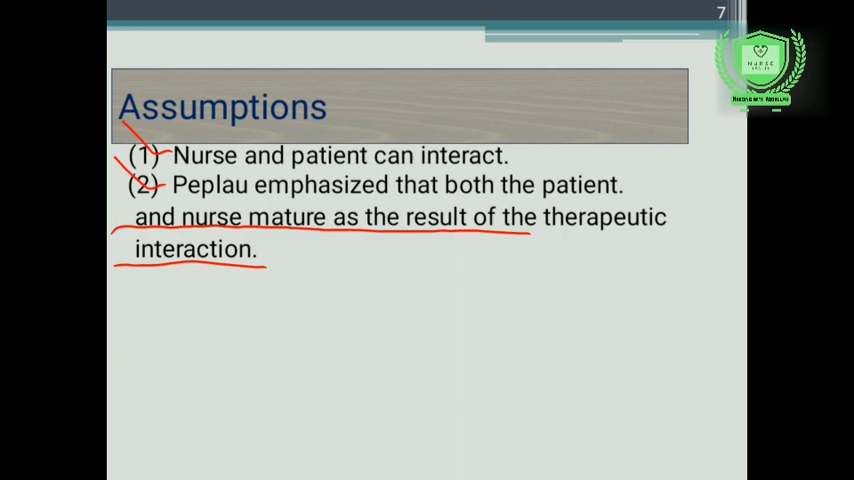 7
NURSE
Assumptions
(1) Nurse and patient can interact.
(2) Peplau emphasized that both the patient.
and nurse mature as the result of the therapeutic
interaction.